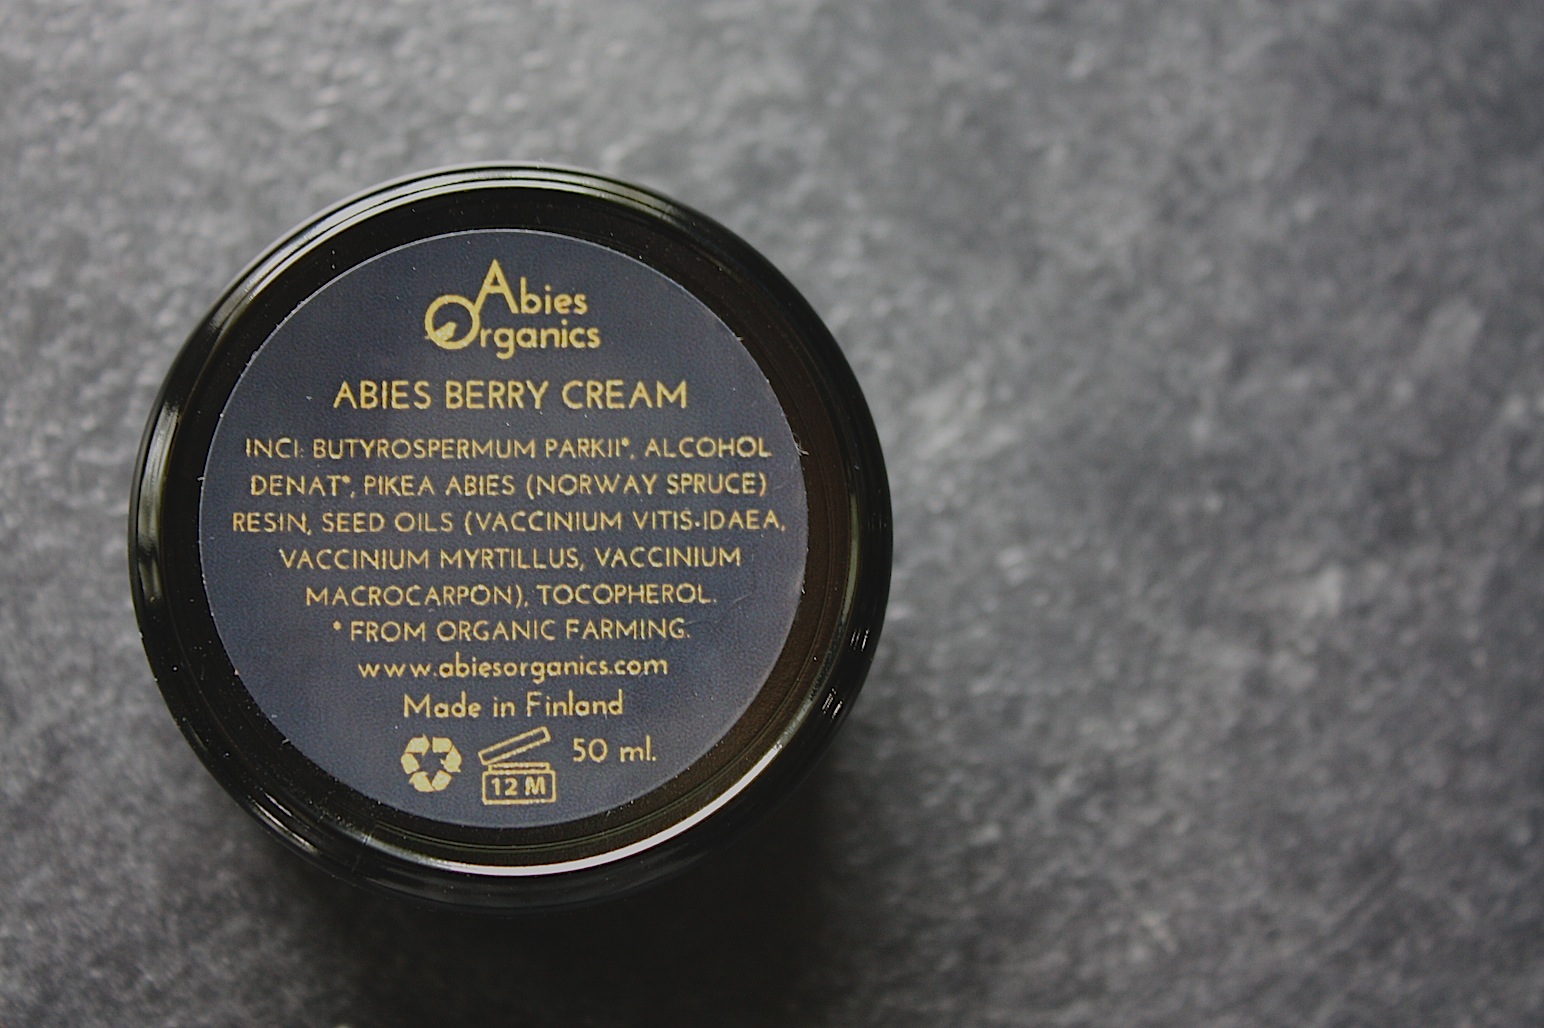 Abies
Organics
ABIES BERRY CREAM
INCI: BUTYROSPERMUM PARKII*, ALCOHOL
DENAT*, PIKEA ABIES (NORWAY SPRUCE)
RESIN, SEED OILS (VACCINIUM VITIS-IDAEA,
VACCINIUM MYRTILLUS, VACCINIUM
MACROCARPON), TOCOPHEROL.
* FROM ORGANIC FARMING.
www.abiesorganics.com
Made in Finland
12 M 50 ml.